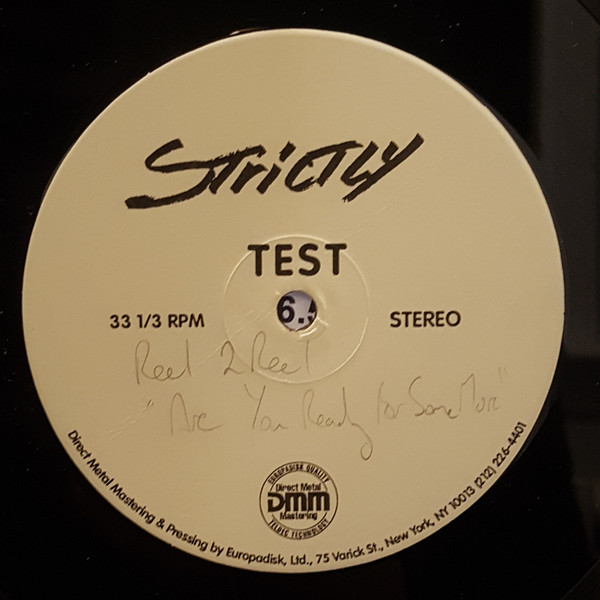 STriCTLY
TEST
6.
33 1/3 RPM
STEREO
Reel 2 Reel
"Are You Ready For Some More"
EUROPADISK QUALITY
Direct Metal
DMM
Mastering
TELDEC TECHNOLOGY
Direct Metal Mastering & Pressing by Europadisk, Ltd., 75 Varick St., New York, NY 10013 (212) 226-4401